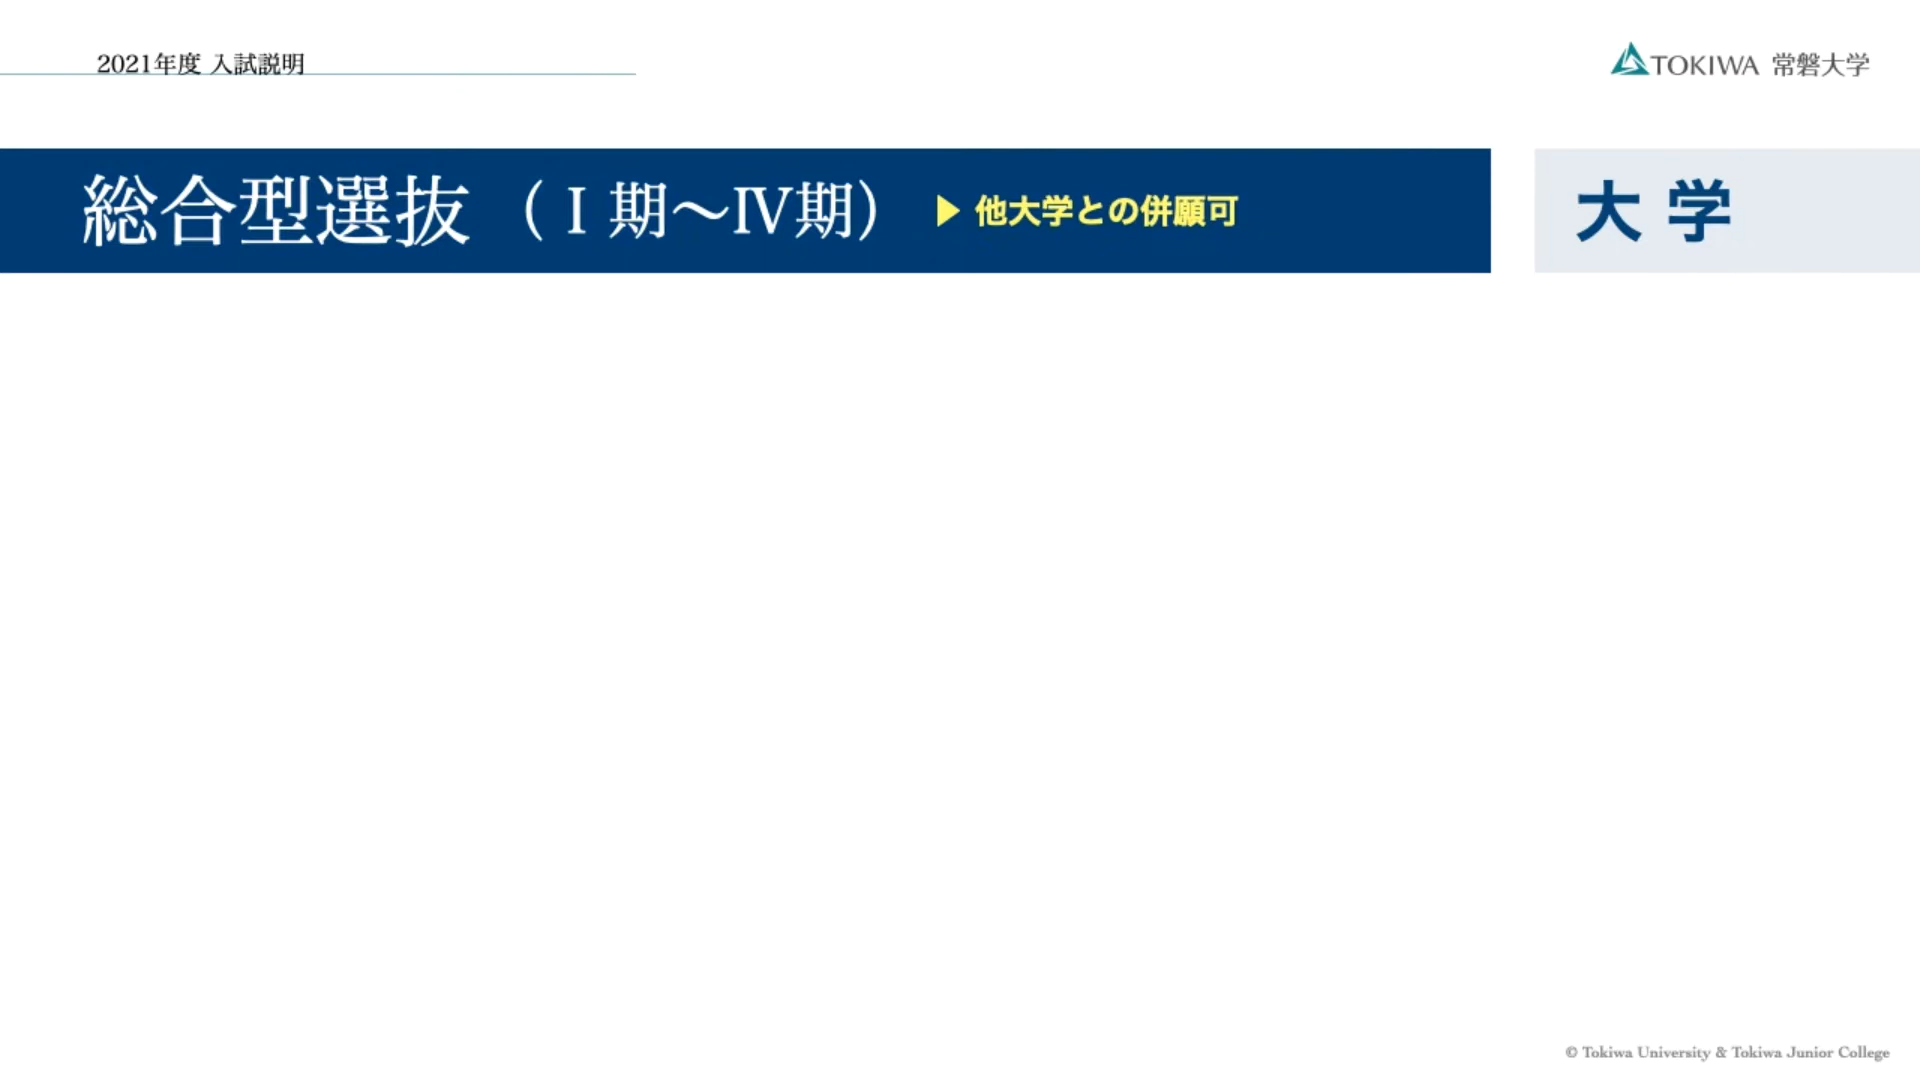 2021年度 入試説明
TOKIWA 常磐大学
総合型選抜（Ⅰ期～Ⅳ期） ▶ 他大学との併願可
大学
© Tokiwa University & Tokiwa Junior College